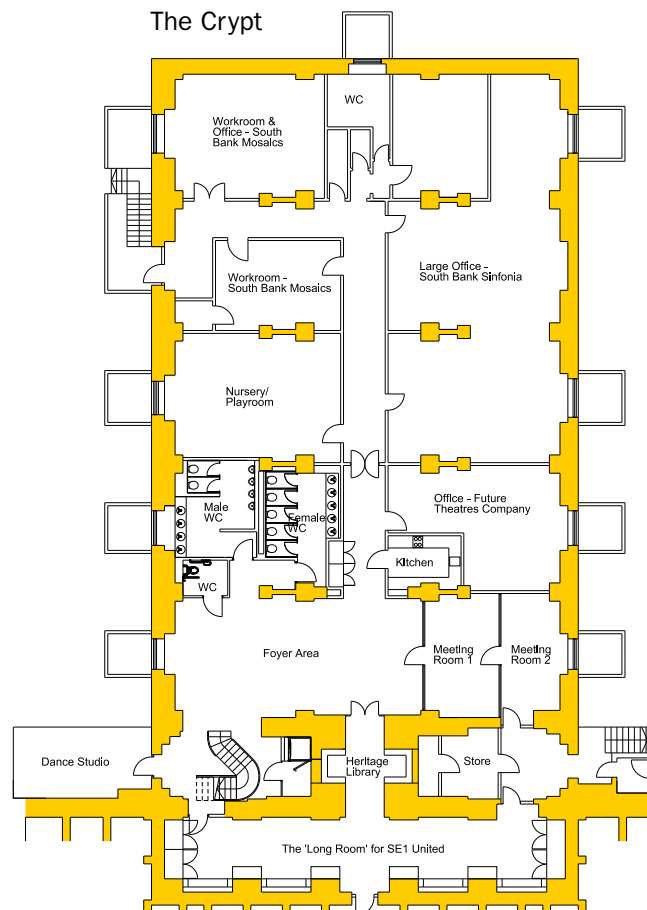 The Crypt
WC
Workroom &
Office - South
Bank Mosaics
Large Office -
South Bank Sinfonia
Workroom -
South Bank Mosaics
Nursery/
Playroom
Male
WC
Female
WC
Office - Future
Theatres Company
Kitchen
WC
Foyer Area
Meeting
Room 1
Meeting
Room 2
Dance Studio
Heritage
Library
Store
The 'Long Room' for SE1 United